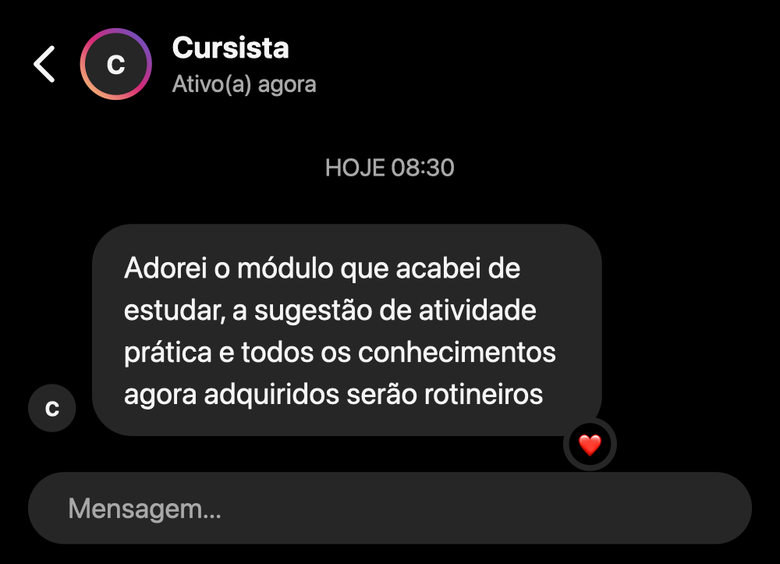 C
Cursista
Ativo(a) agora
HOJE 08:30
Adorei o módulo que acabei de
estudar, a sugestão de atividade
prática e todos os conhecimentos
agora adquiridos serão rotineiros
C
Mensagem...